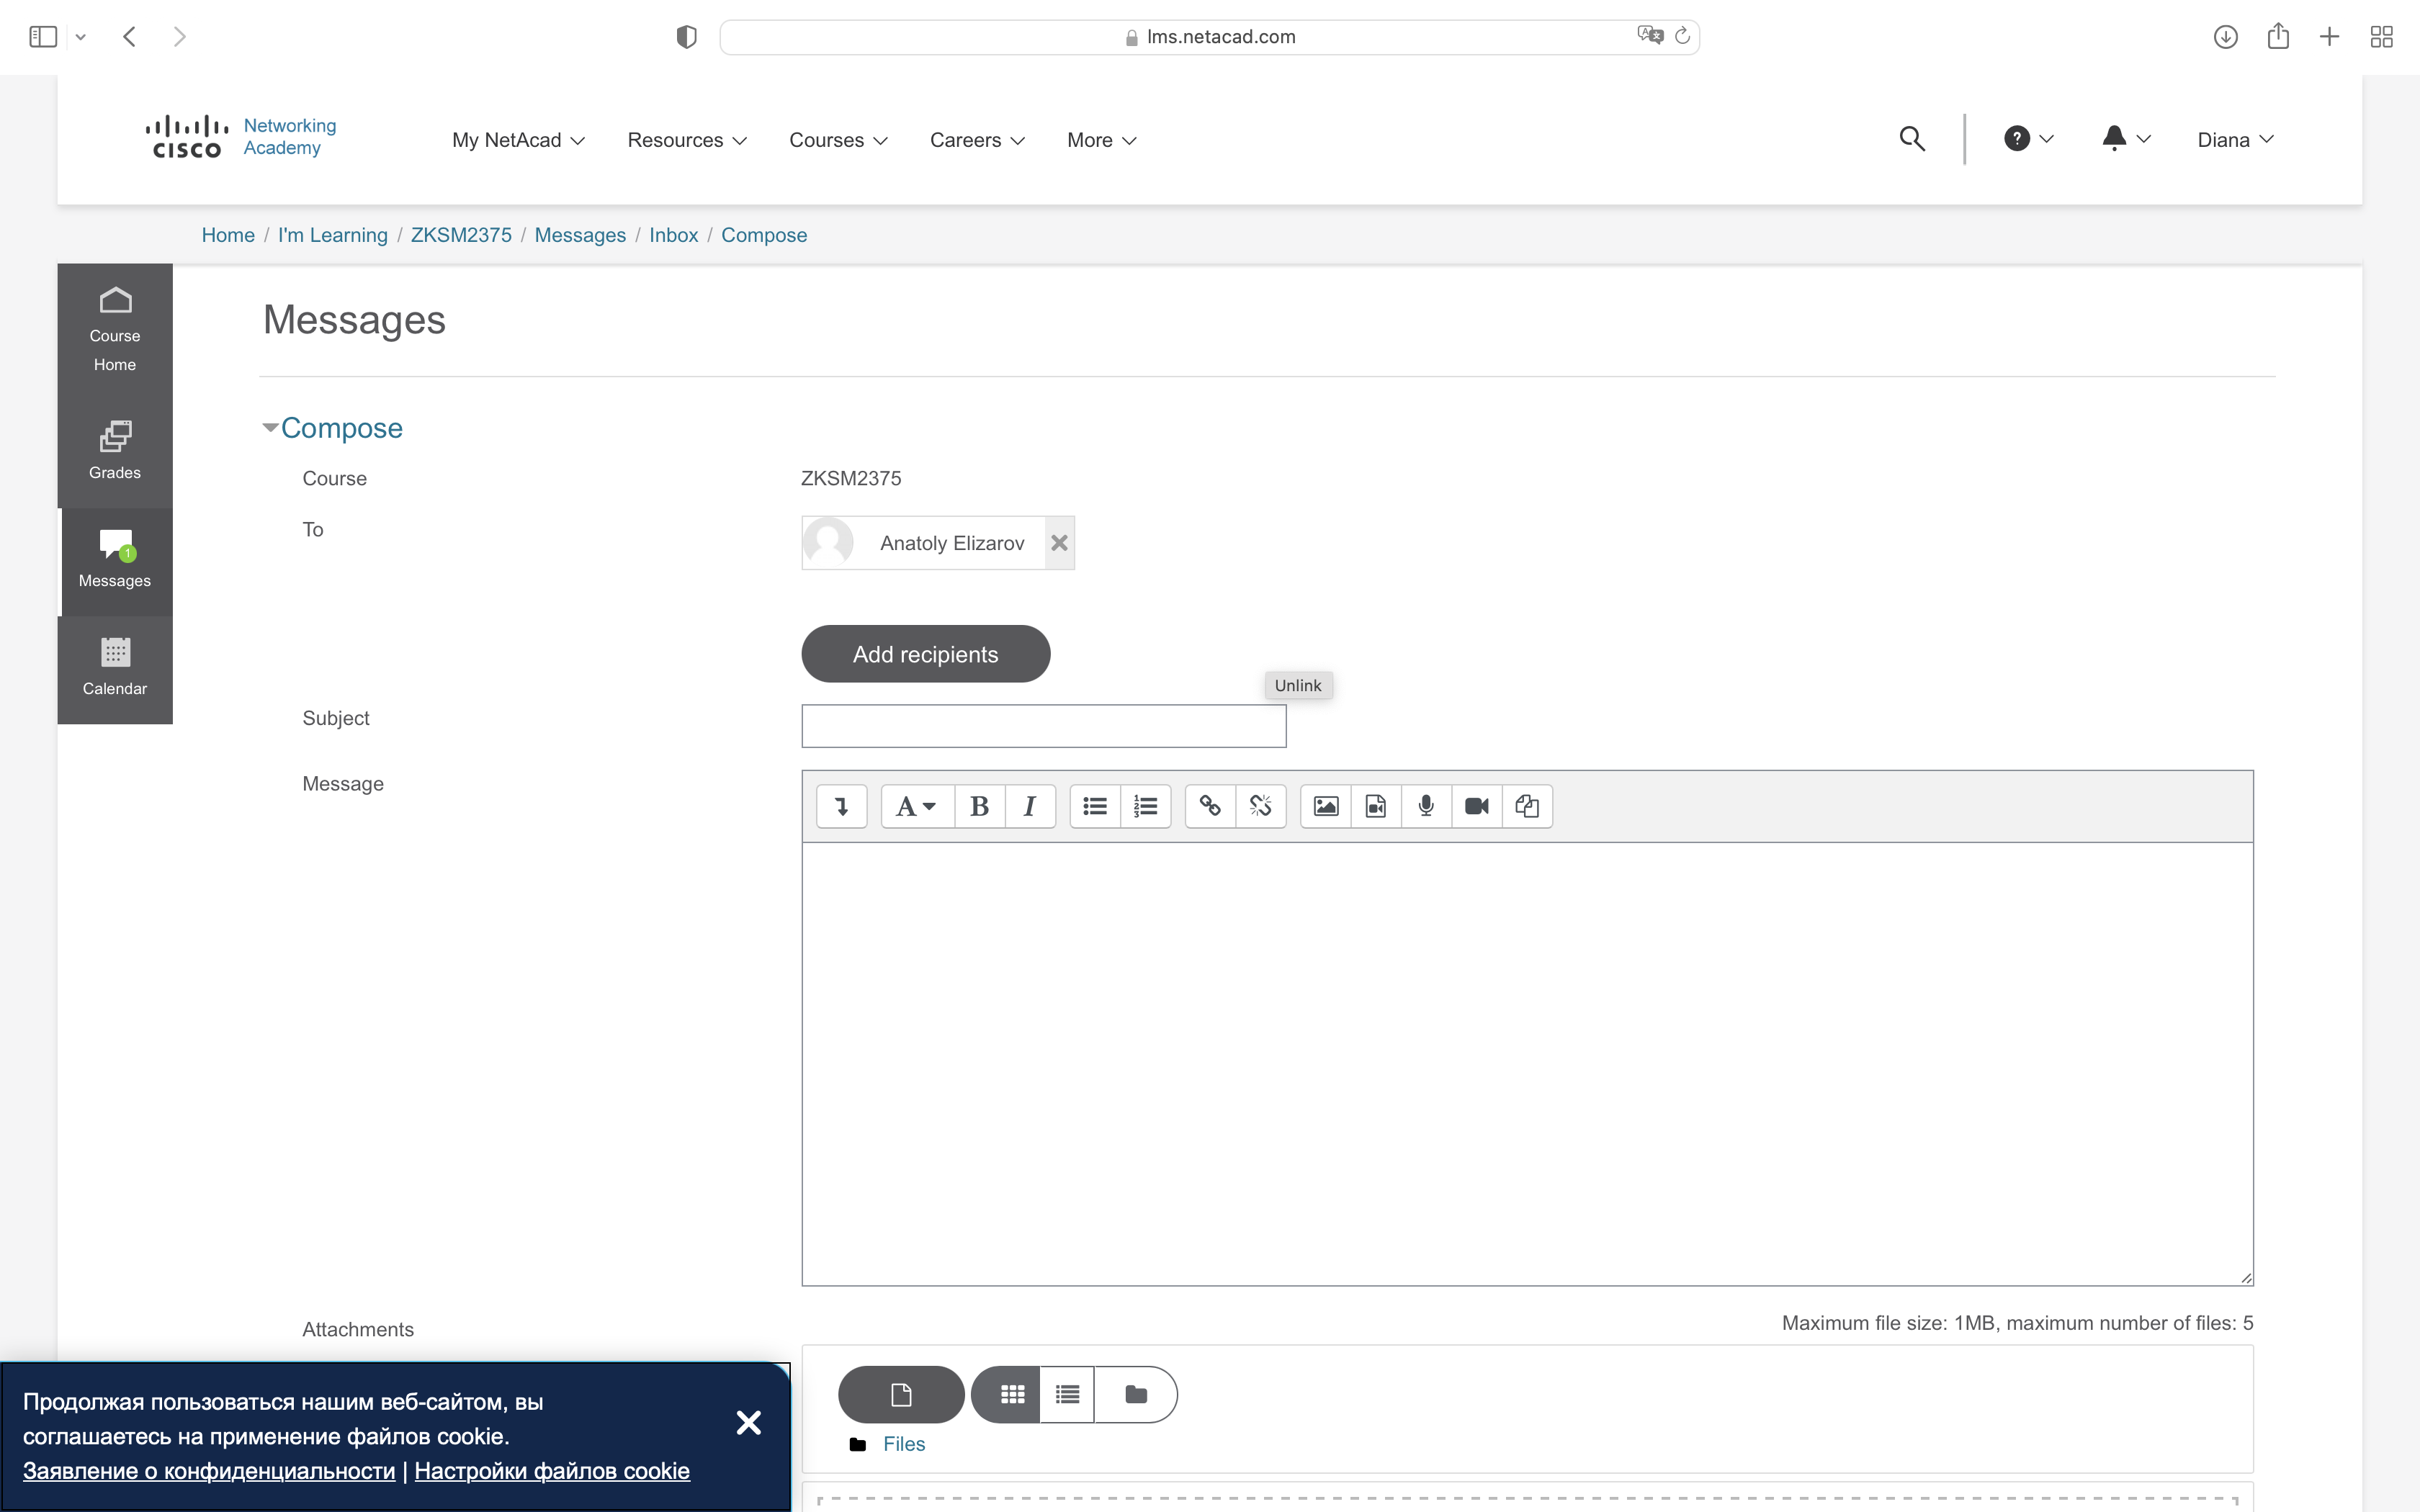 lms.netacad.com
CISCO
Networking
Academy
My NetAcad
Resources
Courses
Careers
More
?
Diana
Home / I'm Learning / ZKSM2375 / Messages / Inbox / Compose
Course
Home
Grades
1
Messages
Calendar
Messages
Compose
Course
ZKSM2375
To
Anatoly Elizarov
Add recipients
Unlink
Subject
Message
A B I
Attachments
Maximum file size: 1MB, maximum number of files: 5
Files
Продолжая пользоваться нашим веб-сайтом, вы
соглашаетесь на применение файлов cookie.
Заявление о конфиденциальности | Настройки файлов cookie